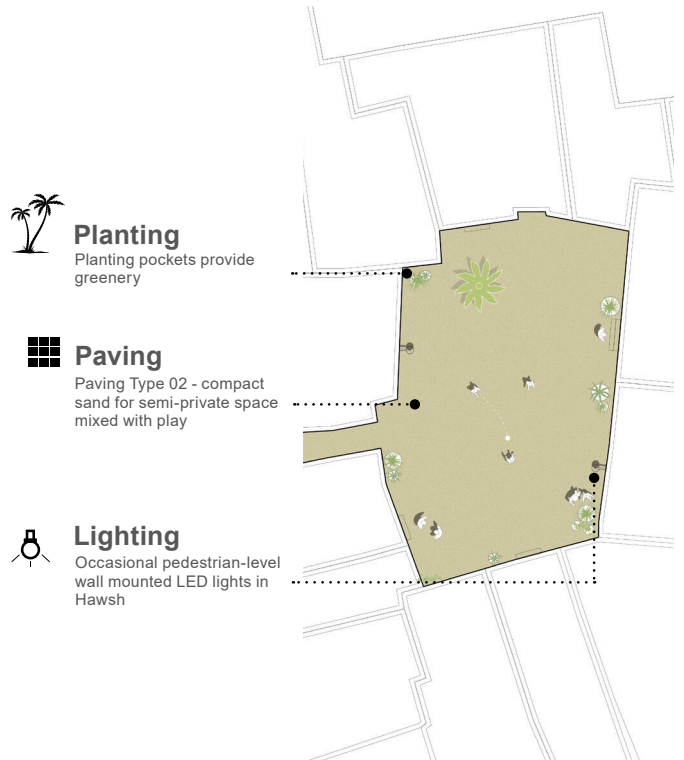 Planting
Planting pockets provide
greenery
Paving
Paving Type 02 - compact
sand for semi-private space
mixed with play
Lighting
Occasional pedestrian-level
wall mounted LED lights in
Hawsh